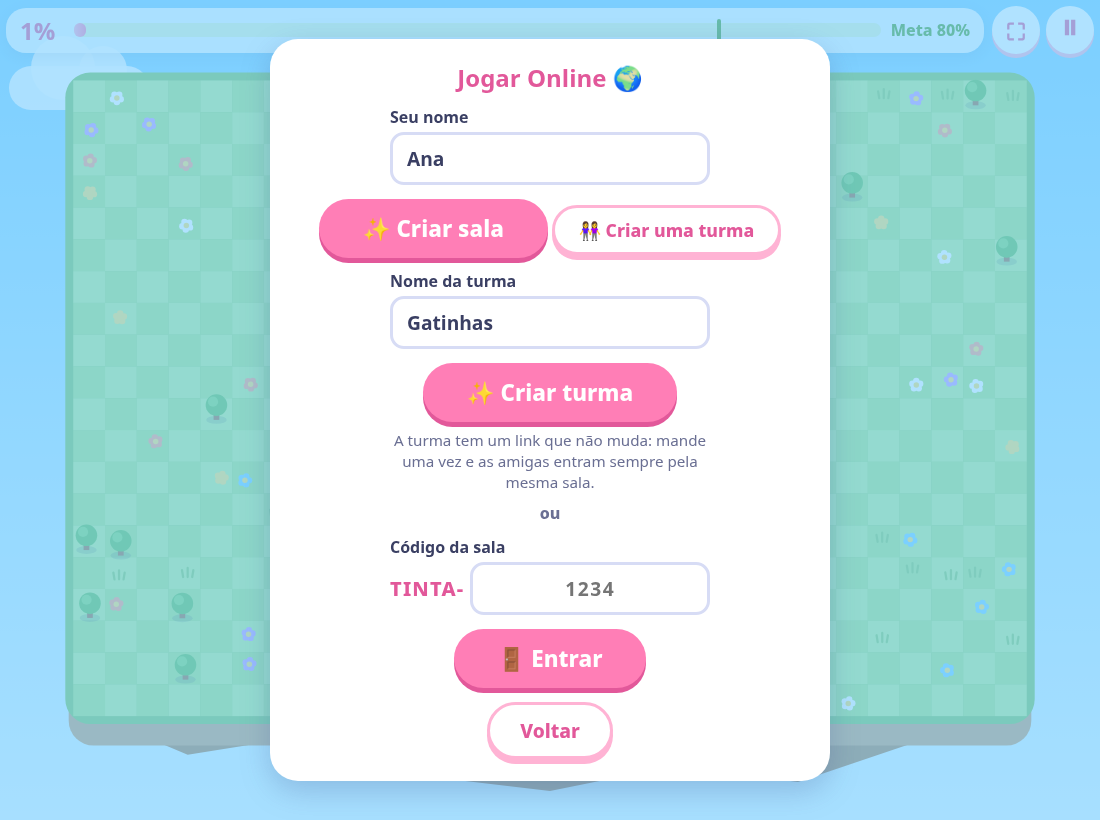 1%
Meta 80%
Jogar Online 🌍
Seu nome
Ana
✨ Criar sala
👭 Criar uma turma
Nome da turma
Gatinhas
✨ Criar turma
A turma tem um link que não muda: mande
uma vez e as amigas entram sempre pela
mesma sala.
ou
Código da sala
TINTA- 1234
🚪 Entrar
Voltar